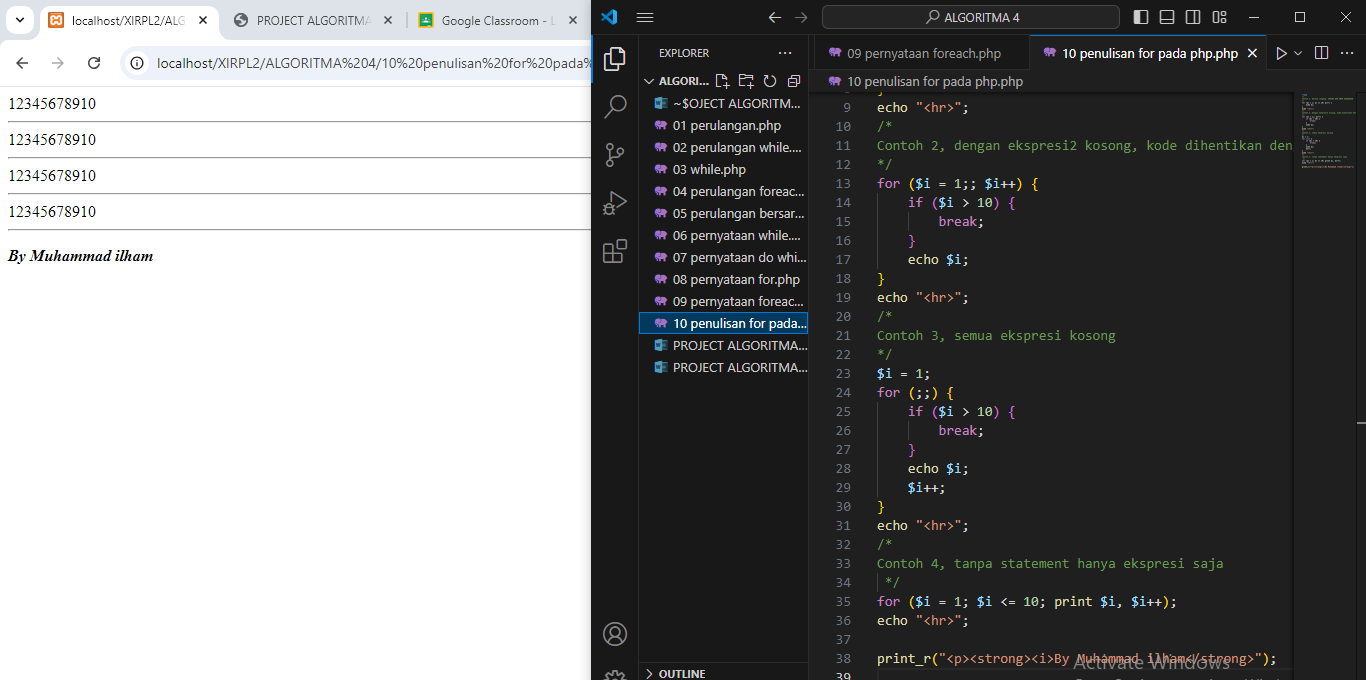 localhost/XIRPL2/ALG
PROJECT ALGORITMA
Google Classroom - L
localhost/XIRPL2/ALGORITMA%204/10%20penulisan%20for%20pada%
12345678910
12345678910
12345678910
12345678910
By Muhammad ilham
ALGORITMA 4
EXPLORER
ALGORI...
~$OJECT ALGORITM...
01 perulangan.php
02 perulangan while....
03 while.php
04 perulangan foreac...
05 perulangan bersar...
06 pernyataan while....
07 pernyataan do whi...
08 pernyataan for.php
09 pernyataan foreac...
10 penulisan for pada...
PROJECT ALGORITMA...
PROJECT ALGORITMA...
OUTLINE
09 pernyataan foreach.php
10 penulisan for pada php.php
10 penulisan for pada php.php
9 echo "<hr>";
10 /*
11 Contoh 2, dengan ekspresi2 kosong, kode dihentikan den
12 */
13 for ($i = 1;; $i++) {
14 if ($i > 10) {
15 break;
16 }
17 echo $i;
18 }
19 echo "<hr>";
20 /*
21 Contoh 3, semua ekspresi kosong
22 */
23 $i = 1;
24 for (;;) {
25 if ($i > 10) {
26 break;
27 }
28 echo $i;
29 $i++;
30 }
31 echo "<hr>";
32 /*
33 Contoh 4, tanpa statement hanya ekspresi saja
34 */
35 for ($i = 1; $i <= 10; print $i, $i++);
36 echo "<hr>";
37
38 print_r("<p><strong><i>By Muhammad ilham</strong>");
39
Activate Windows